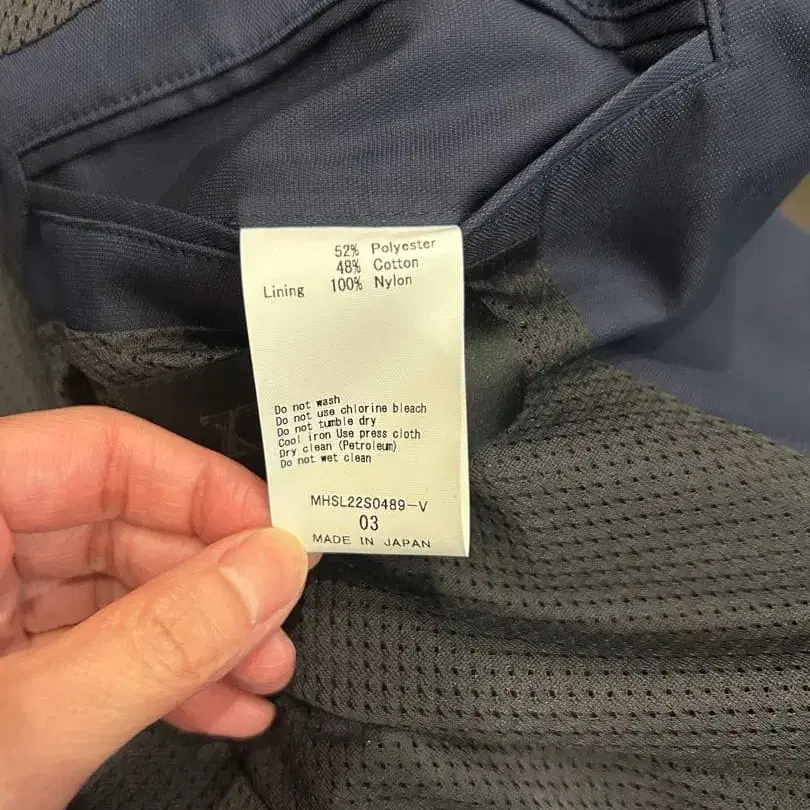 52% Polyester
48% Cotton
Lining 100% Nylon
Do not wash
Do not use chlorine bleach
Do not tumble dry
Cool iron Use press cloth
Dry clean (Petroleum)
Do not wet clean
MHSL22S0489-V
03
MADE IN JAPAN